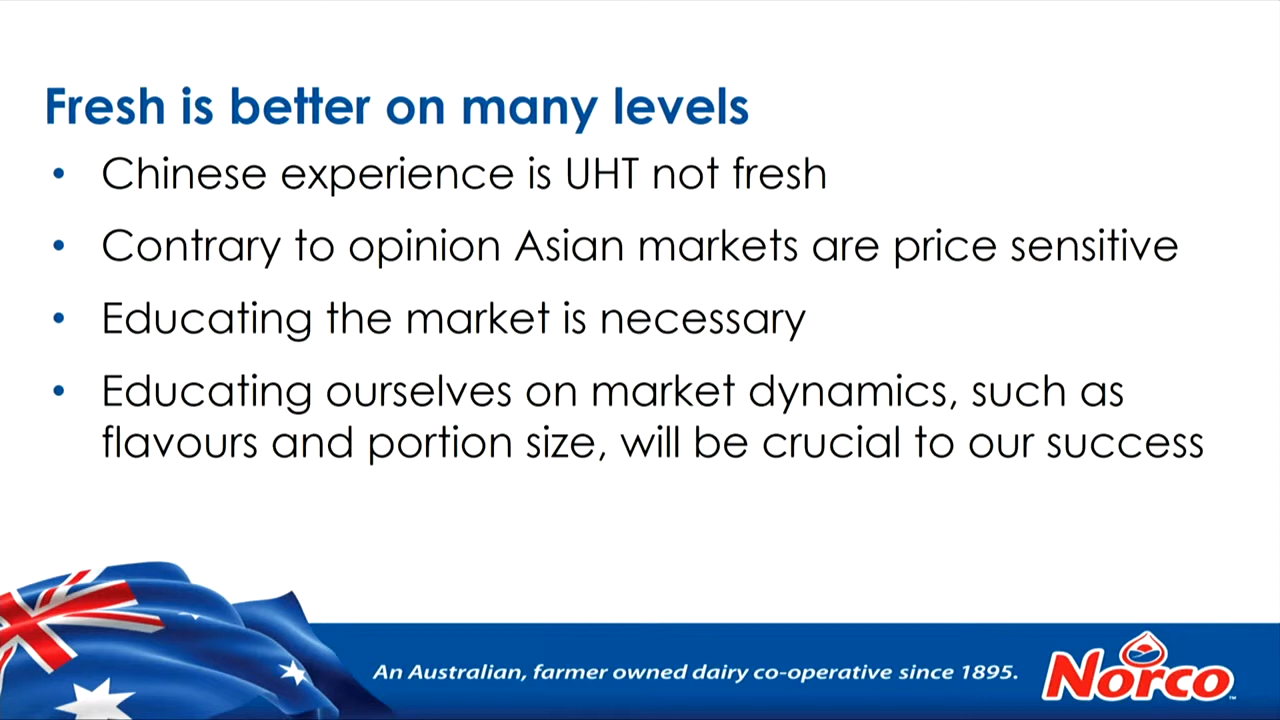 Fresh is better on many levels
• Chinese experience is UHT not fresh
• Contrary to opinion Asian markets are price sensitive
• Educating the market is necessary
• Educating ourselves on market dynamics, such as
flavours and portion size, will be crucial to our success
An Australian, farmer owned dairy co-operative since 1895.
Norco™